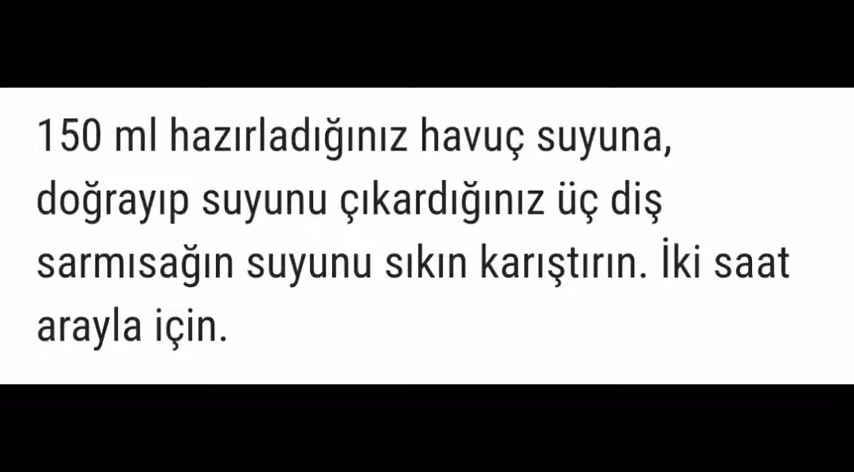 150 ml hazırladığınız havuç suyuna,
doğrayıp suyunu çıkardığınız üç diş
sarmısağın suyunu sıkın karıştırın. İki saat
arayla için.